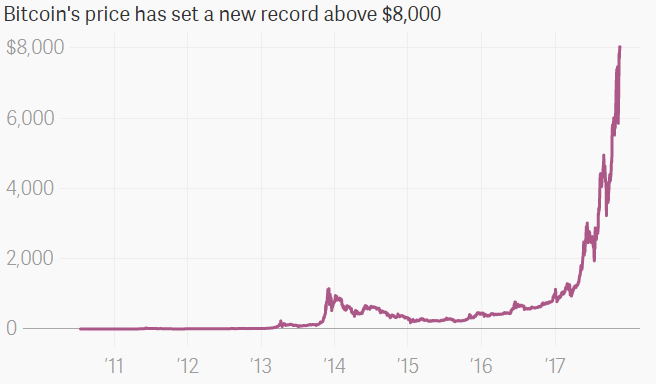 Bitcoin's price has set a new record above $8,000
$8,000
6,000
4,000
2,000
0
'11 '12 '13 '14 '15 '16 '17